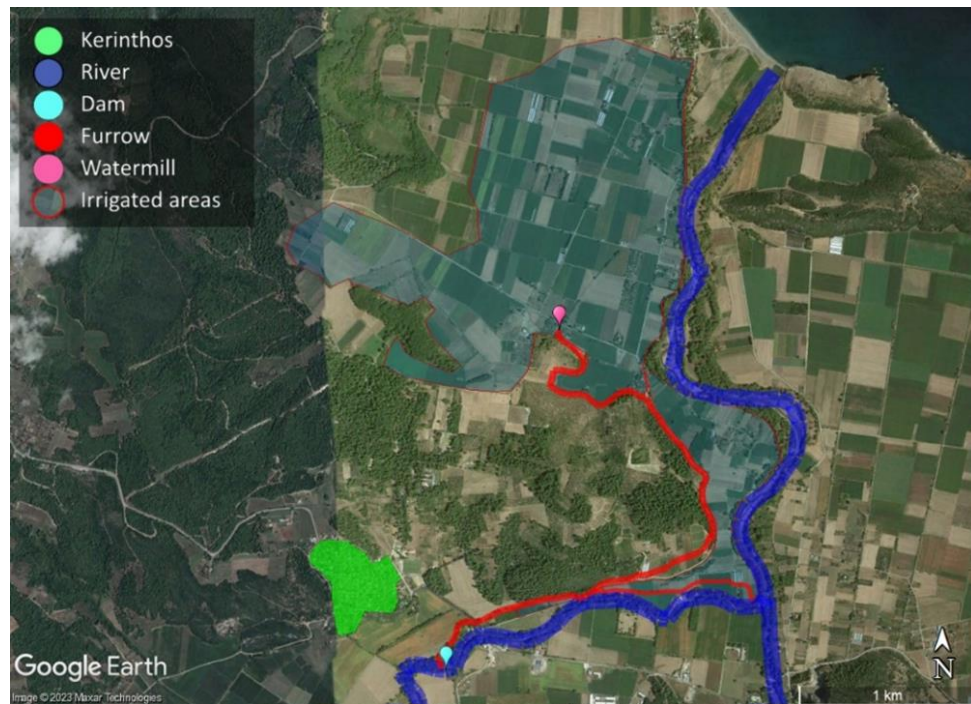 Kerinthos
River
Dam
Furrow
Watermill
Irrigated areas
Google Earth
Image © 2023 Maxar Technologies
N
1 km